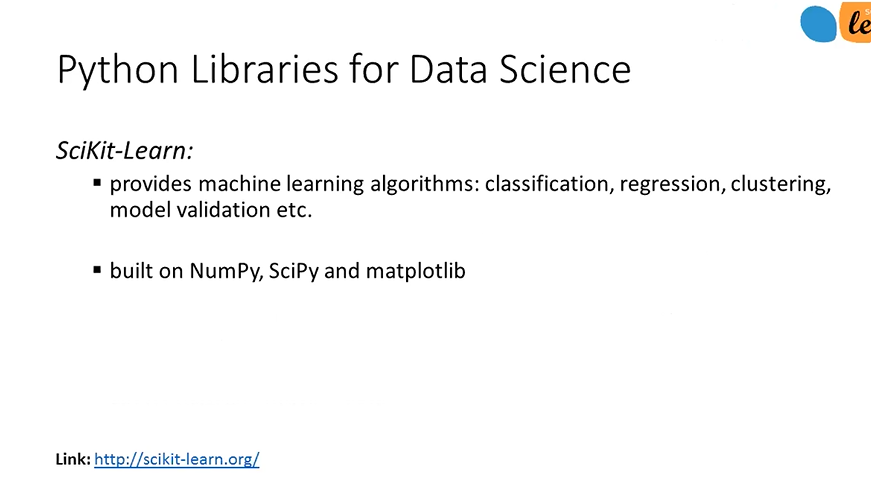 le
Python Libraries for Data Science
SciKit-Learn:
▪ provides machine learning algorithms: classification, regression, clustering,
model validation etc.
▪ built on NumPy, SciPy and matplotlib
Link: http://scikit-learn.org/